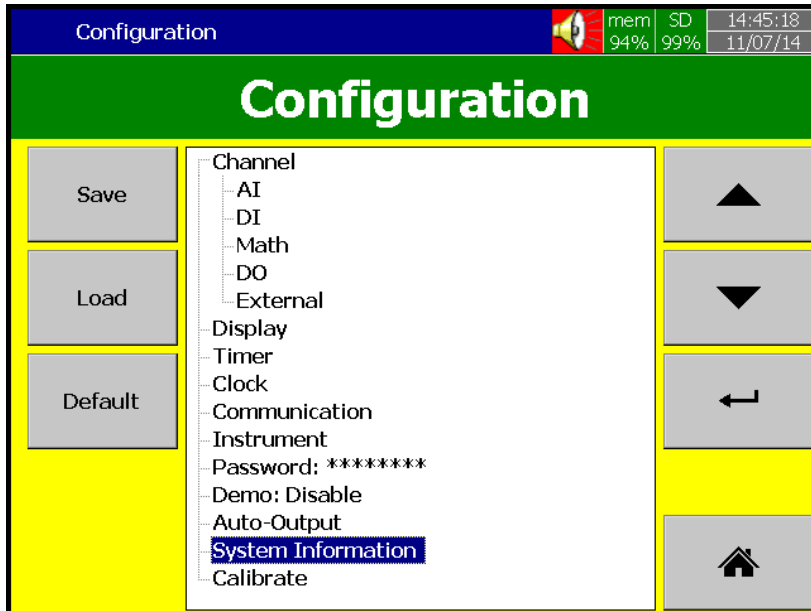 Configuration
mem SD 14:45:18
94% 99% 11/07/14
Configuration
Save
Load
Default
Channel
AI
DI
Math
DO
External
Display
Timer
Clock
Communication
Instrument
Password: ********
Demo: Disable
Auto-Output
System Information
Calibrate